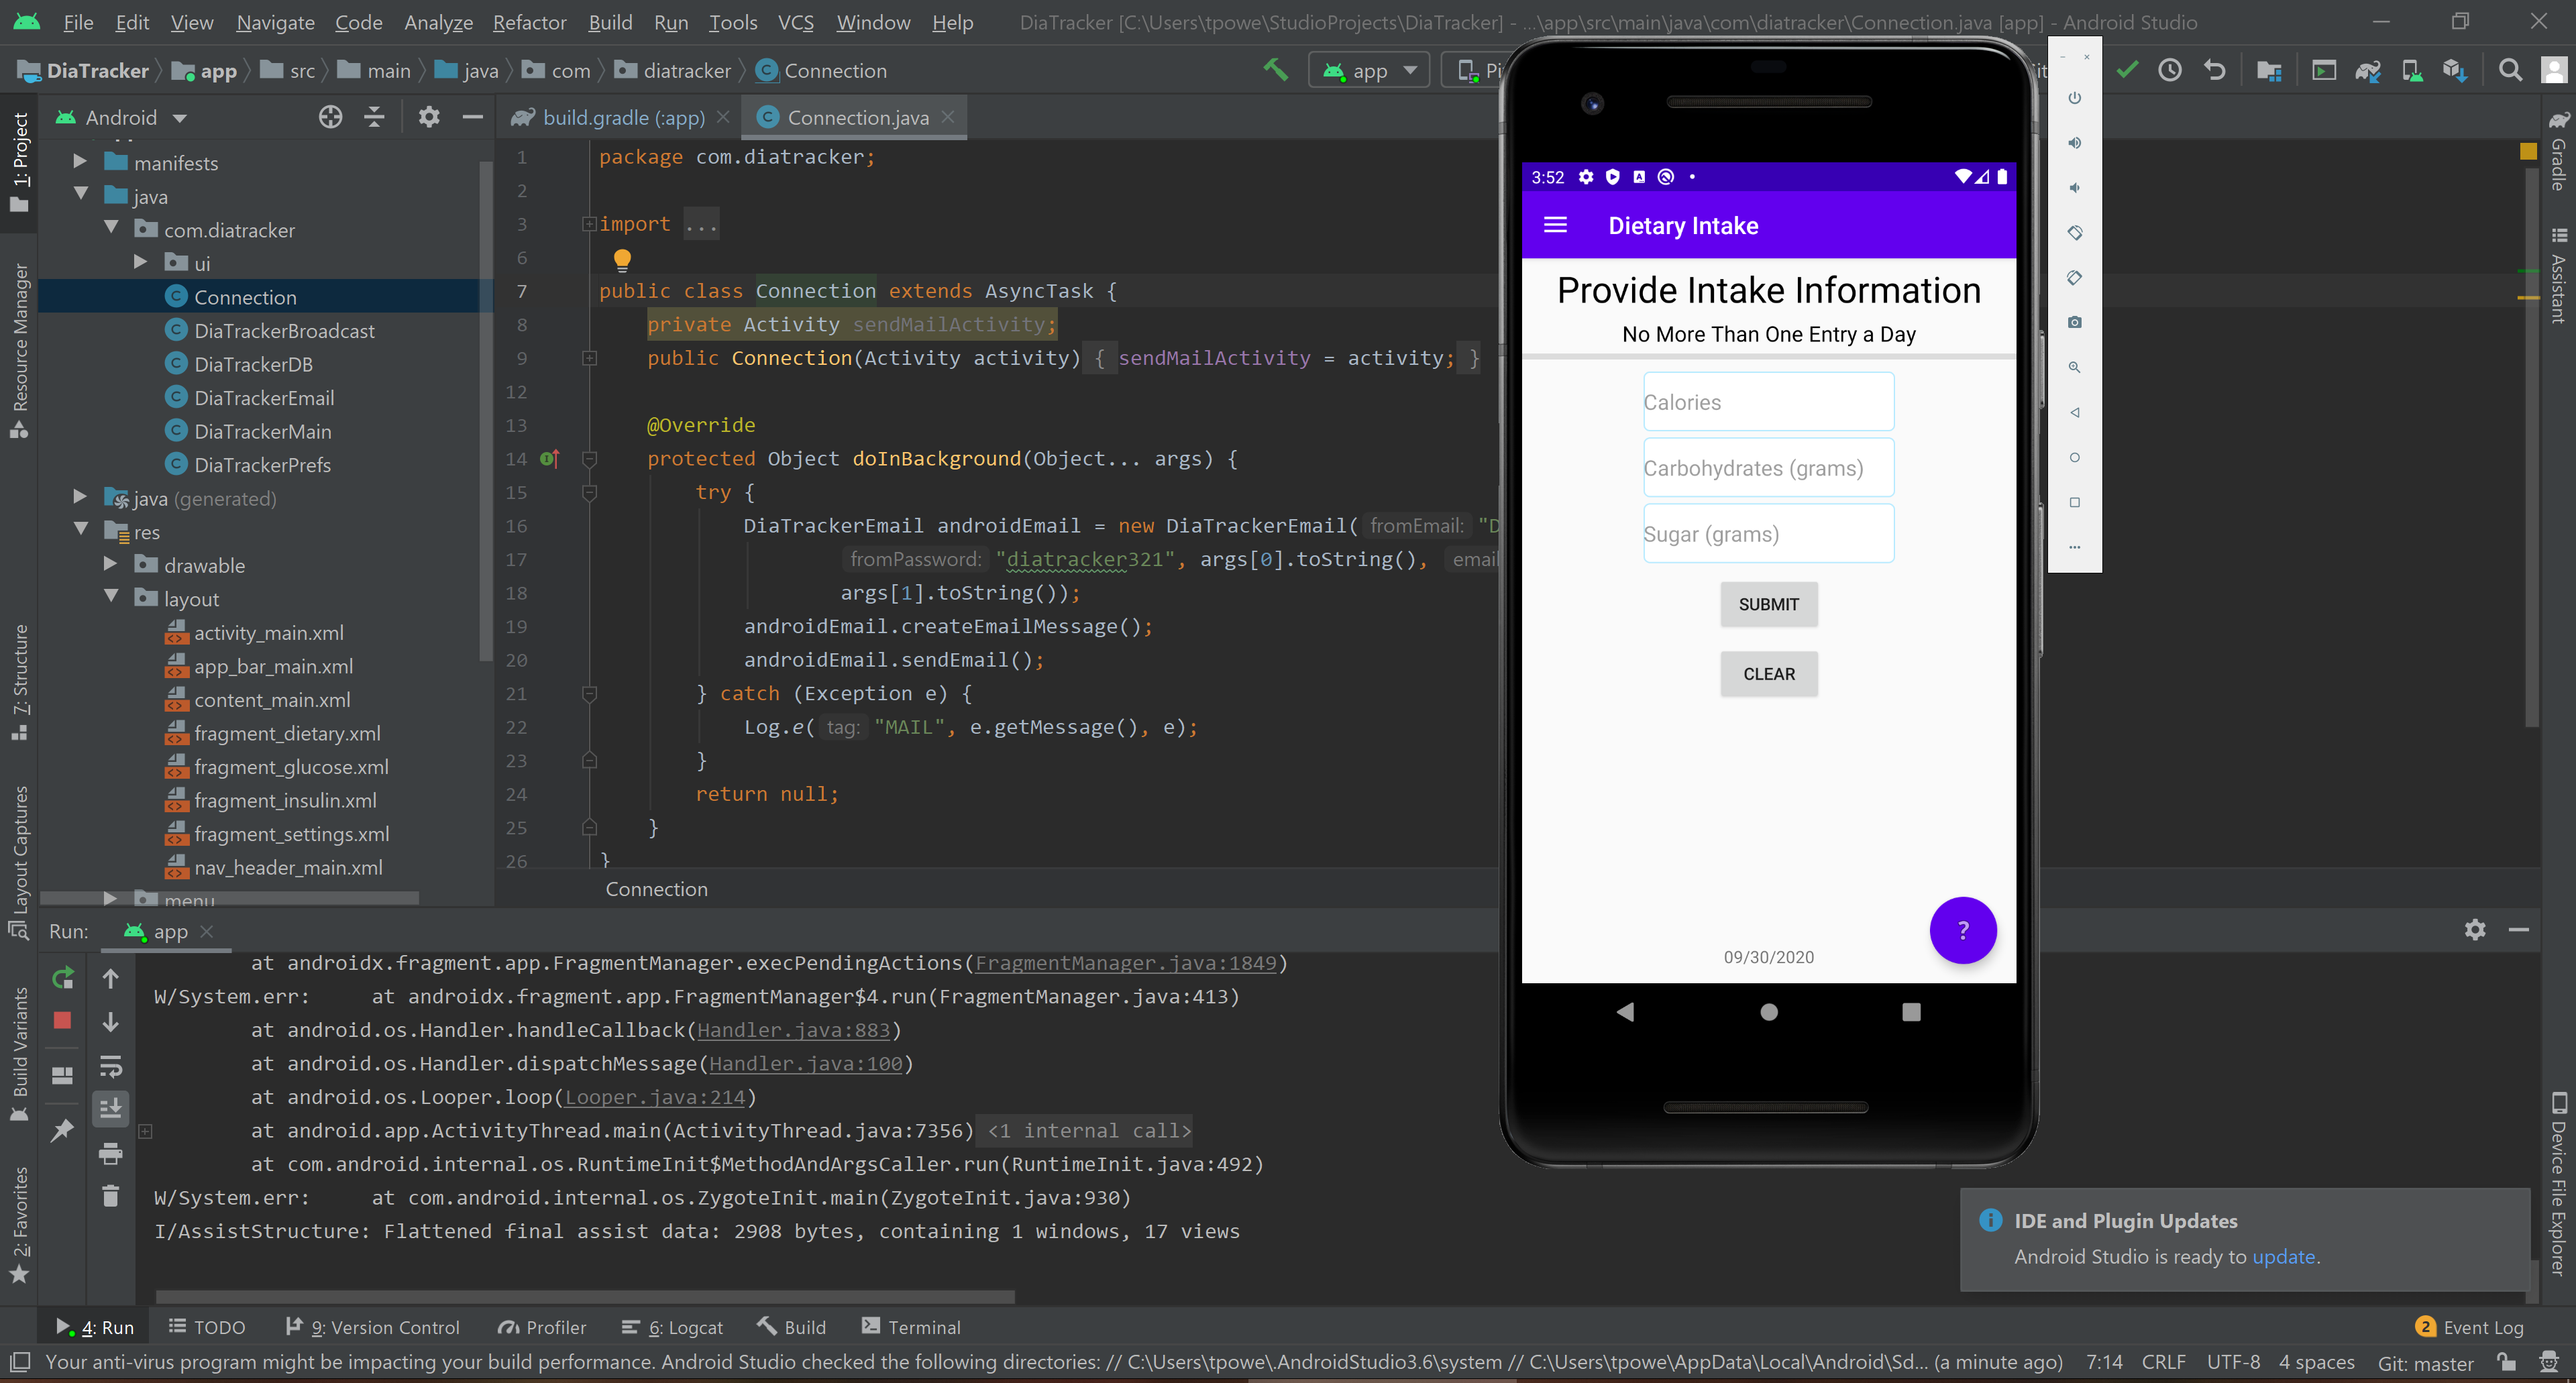 File Edit View Navigate Code Analyze Refactor Build Run Tools VCS Window Help DiaTracker [C:\Users\tpowe\StudioProjects\DiaTracker] - ...\app\src\main\java\com\diatracker\Connection.java [app] - Android Studio
DiaTracker app src main java com diatracker Connection app
Android
build.gradle (:app) Connection.java
manifests
java
com.diatracker
ui
Connection
DiaTrackerBroadcast
DiaTrackerDB
DiaTrackerEmail
DiaTrackerMain
DiaTrackerPrefs
java (generated)
res
drawable
layout
activity_main.xml
app_bar_main.xml
content_main.xml
fragment_dietary.xml
fragment_glucose.xml
fragment_insulin.xml
fragment_settings.xml
nav_header_main.xml
menu
1: Project
Resource Manager
7: Structure
Layout Captures
Build Variants
2: Favorites
1 package com.diatracker;
2
3 import ...
6
7 public class Connection extends AsyncTask {
8 private Activity sendMailActivity;
9 public Connection(Activity activity) { sendMailActivity = activity; }
12
13 @Override
14 protected Object doInBackground(Object... args) {
15 try {
16 DiaTrackerEmail androidEmail = new DiaTrackerEmail( fromEmail: "D
17 fromPassword: "diatracker321", args[0].toString(), email
18 args[1].toString());
19 androidEmail.createEmailMessage();
20 androidEmail.sendEmail();
21 } catch (Exception e) {
22 Log.e( tag: "MAIL", e.getMessage(), e);
23 }
24 return null;
25 }
26 }
Connection
3:52
Dietary Intake
Provide Intake Information
No More Than One Entry a Day
Calories
Carbohydrates (grams)
Sugar (grams)
SUBMIT
CLEAR
?
09/30/2020
Gradle
Assistant
Device File Explorer
Run: app
at androidx.fragment.app.FragmentManager.execPendingActions(FragmentManager.java:1849)
W/System.err: at androidx.fragment.app.FragmentManager$4.run(FragmentManager.java:413)
at android.os.Handler.handleCallback(Handler.java:883)
at android.os.Handler.dispatchMessage(Handler.java:100)
at android.os.Looper.loop(Looper.java:214)
at android.app.ActivityThread.main(ActivityThread.java:7356) <1 internal call>
at com.android.internal.os.RuntimeInit$MethodAndArgsCaller.run(RuntimeInit.java:492)
W/System.err: at com.android.internal.os.ZygoteInit.main(ZygoteInit.java:930)
I/AssistStructure: Flattened final assist data: 2908 bytes, containing 1 windows, 17 views
IDE and Plugin Updates
Android Studio is ready to update.
4: Run TODO 9: Version Control Profiler 6: Logcat Build Terminal 2 Event Log
Your anti-virus program might be impacting your build performance. Android Studio checked the following directories: // C:\Users\tpowe\.AndroidStudio3.6\system // C:\Users\tpowe\AppData\Local\Android\Sd... (a minute ago) 7:14 CRLF UTF-8 4 spaces Git: master